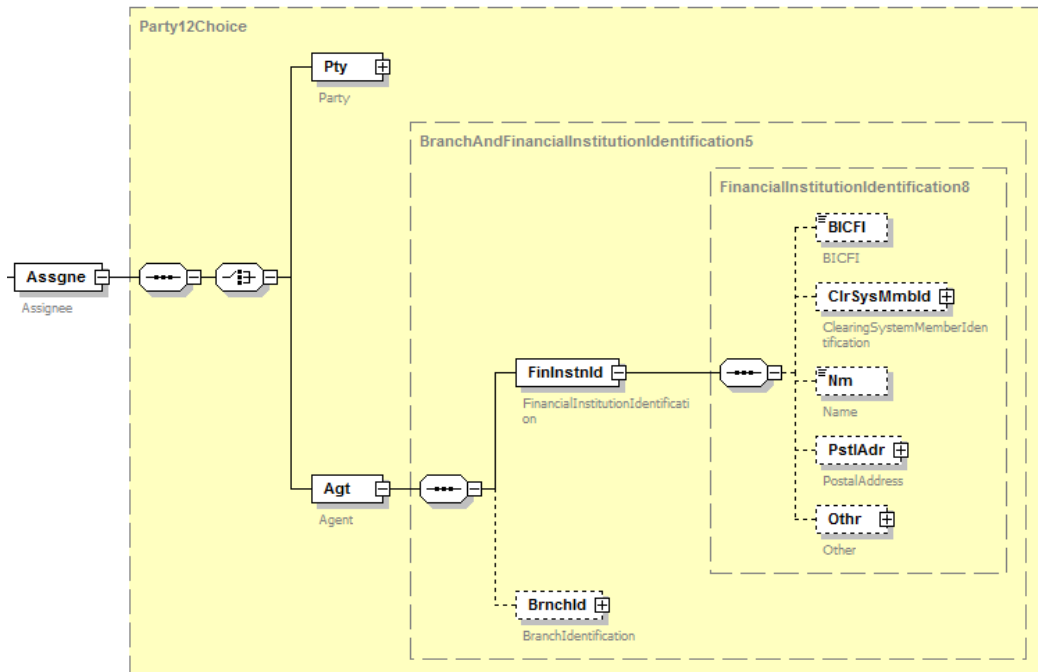 Party12Choice
Pty
Party
BranchAndFinancialInstitutionIdentification5
FinancialInstitutionIdentification8
BICFI
BICFI
Assgne
Assignee
ClrSysMmbId
ClearingSystemMemberIden
tification
FinInstnId
FinancialInstitutionIdentificati
on
Nm
Name
PstlAdr
PostalAddress
Agt
Agent
Othr
Other
BrnchId
BranchIdentification